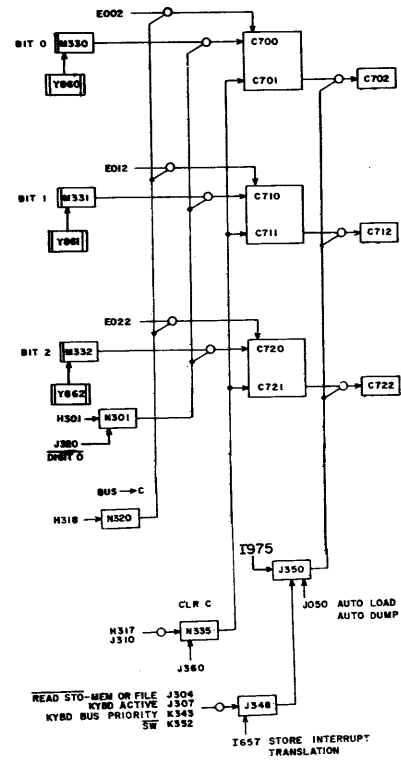 E002
BIT 0
M330
C700
C701
C702
Y860
E012
BIT 1
M331
C710
C711
C712
Y861
E022
BIT 2
M332
C720
C721
C722
Y862
H301
N301
J320
BUS → C
H318
N320
I975
J350
J050 AUTO LOAD
AUTO DUMP
CLR C
H317
J310
N335
J360
READ STO-MEM OR FILE J304
KYBD ACTIVE J307
KYBD BUS PRIORITY K343
SW K352
J348
I657 STORE INTERRUPT
TRANSLATION